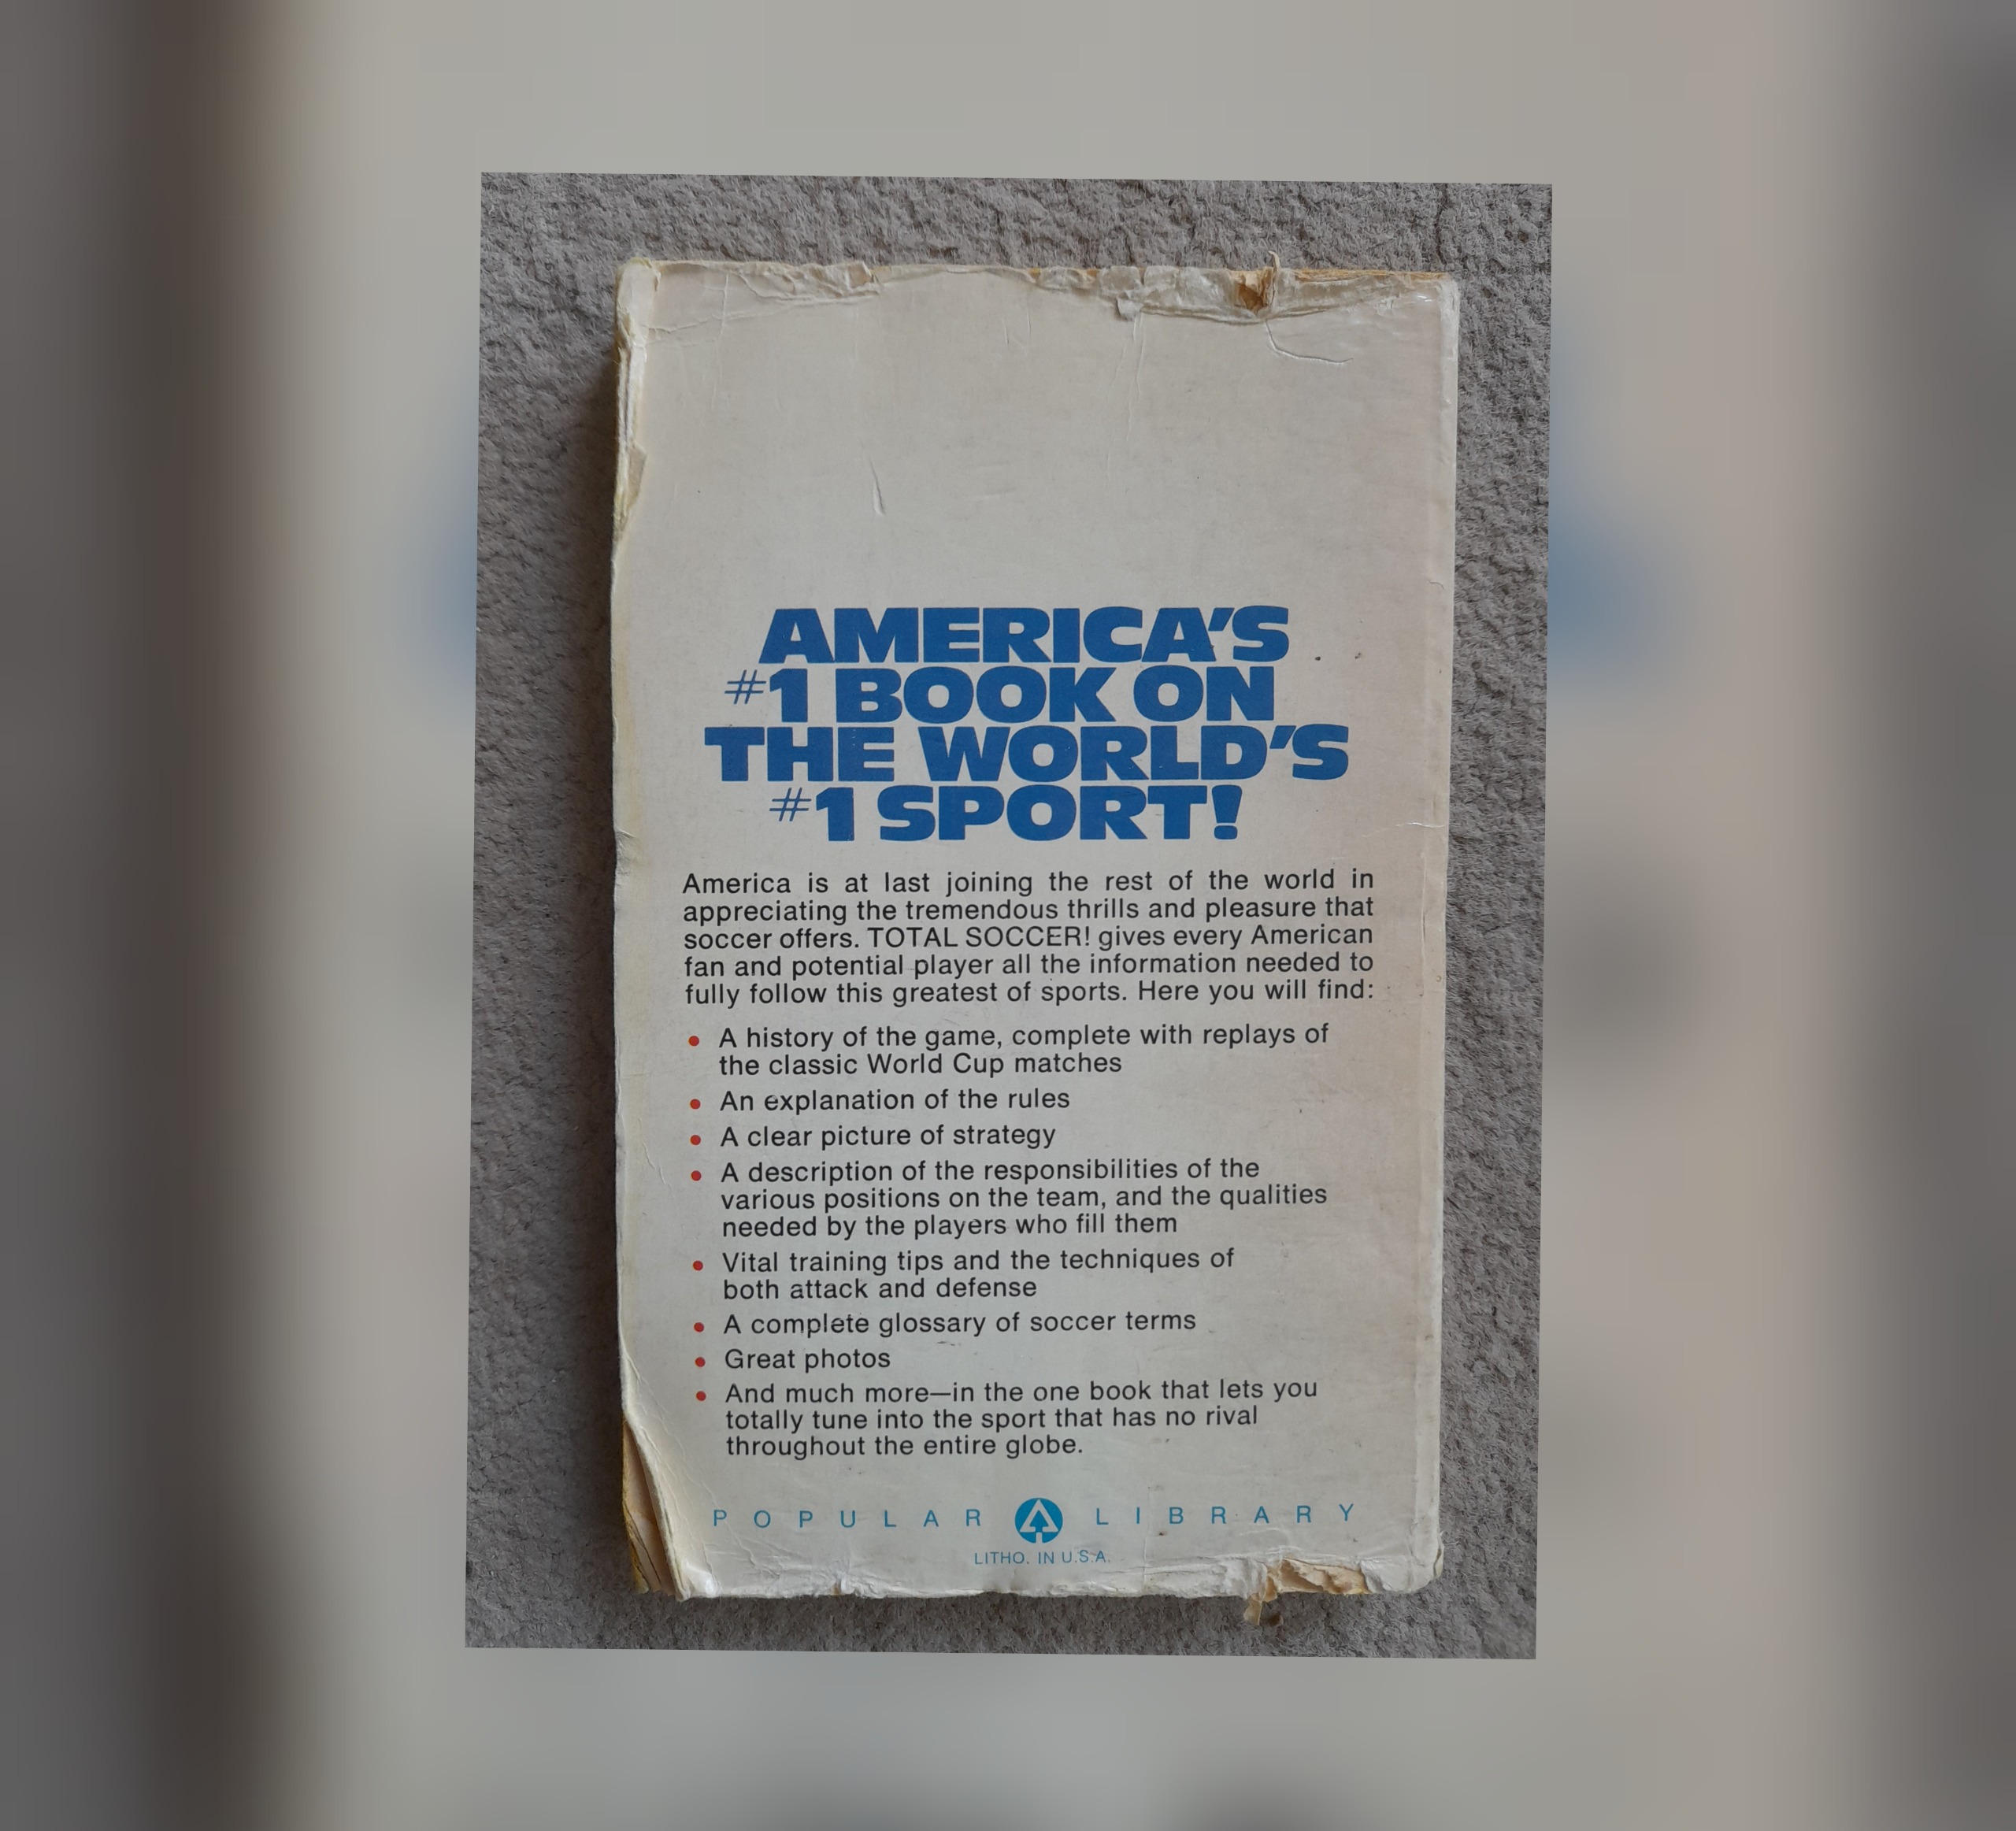 AMERICA'S
#1 BOOK ON
THE WORLD'S
#1 SPORT!
America is at last joining the rest of the world in
appreciating the tremendous thrills and pleasure that
soccer offers. TOTAL SOCCER! gives every American
fan and potential player all the information needed to
fully follow this greatest of sports. Here you will find:
• A history of the game, complete with replays of
the classic World Cup matches
• An explanation of the rules
• A clear picture of strategy
• A description of the responsibilities of the
various positions on the team, and the qualities
needed by the players who fill them
• Vital training tips and the techniques of
both attack and defense
• A complete glossary of soccer terms
• Great photos
• And much more—in the one book that lets you
totally tune into the sport that has no rival
throughout the entire globe.
POPULAR LIBRARY
LITHO. IN U.S.A.